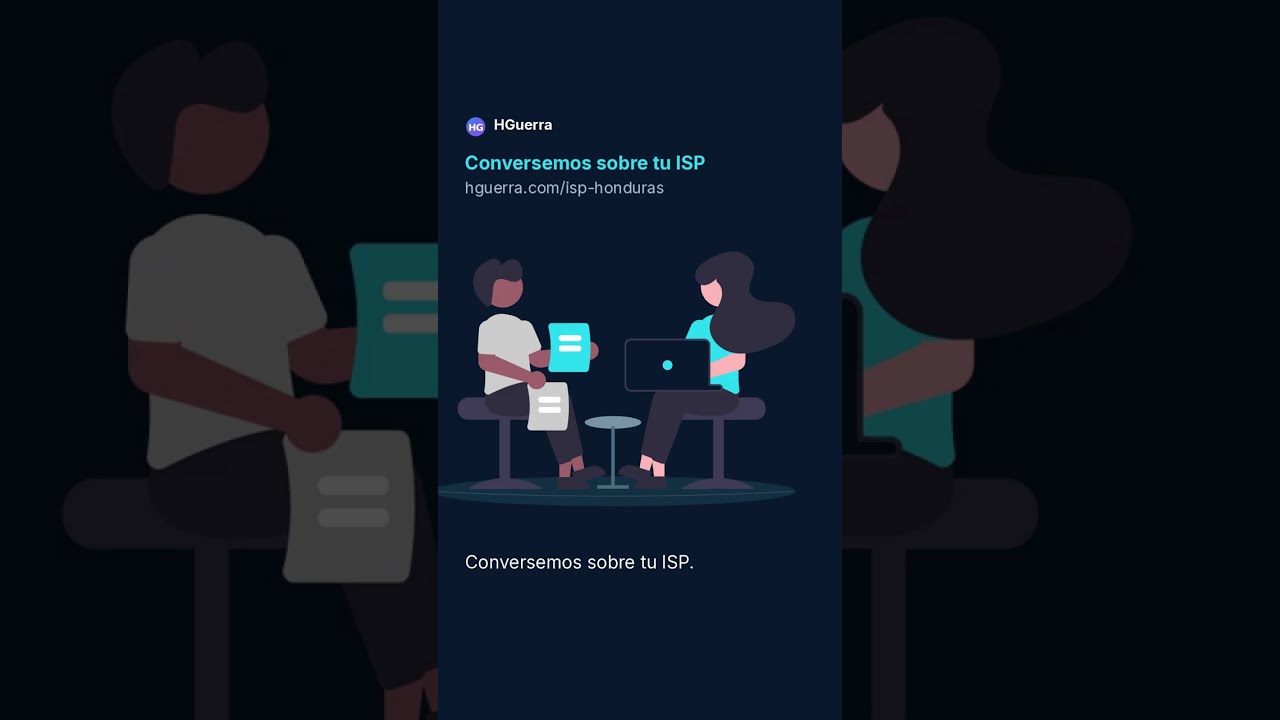 HG HGuerra
Conversemos sobre tu ISP
hguerra.com/isp-honduras
Conversemos sobre tu ISP.